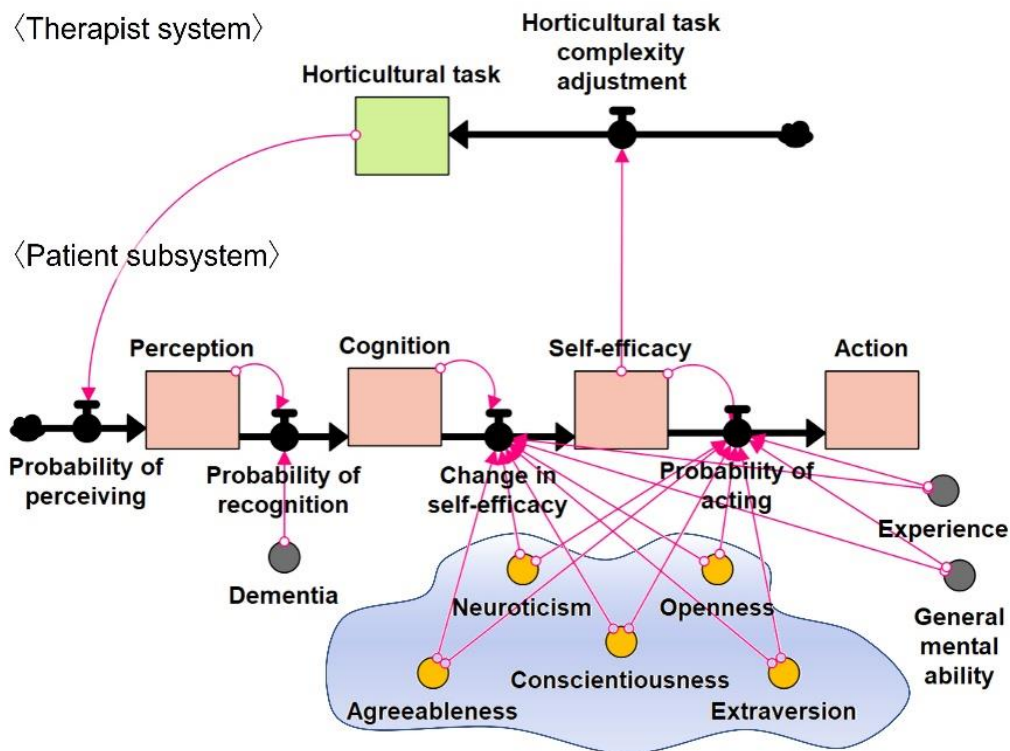 〈Therapist system〉
Horticultural task
complexity
adjustment
Horticultural task
〈Patient subsystem〉
Perception
Cognition
Self-efficacy
Action
Probability of
perceiving
Probability of
recognition
Change in
self-efficacy
Probability of
acting
Experience
Dementia
Neuroticism
Openness
General
mental
ability
Conscientiousness
Agreeableness
Extraversion